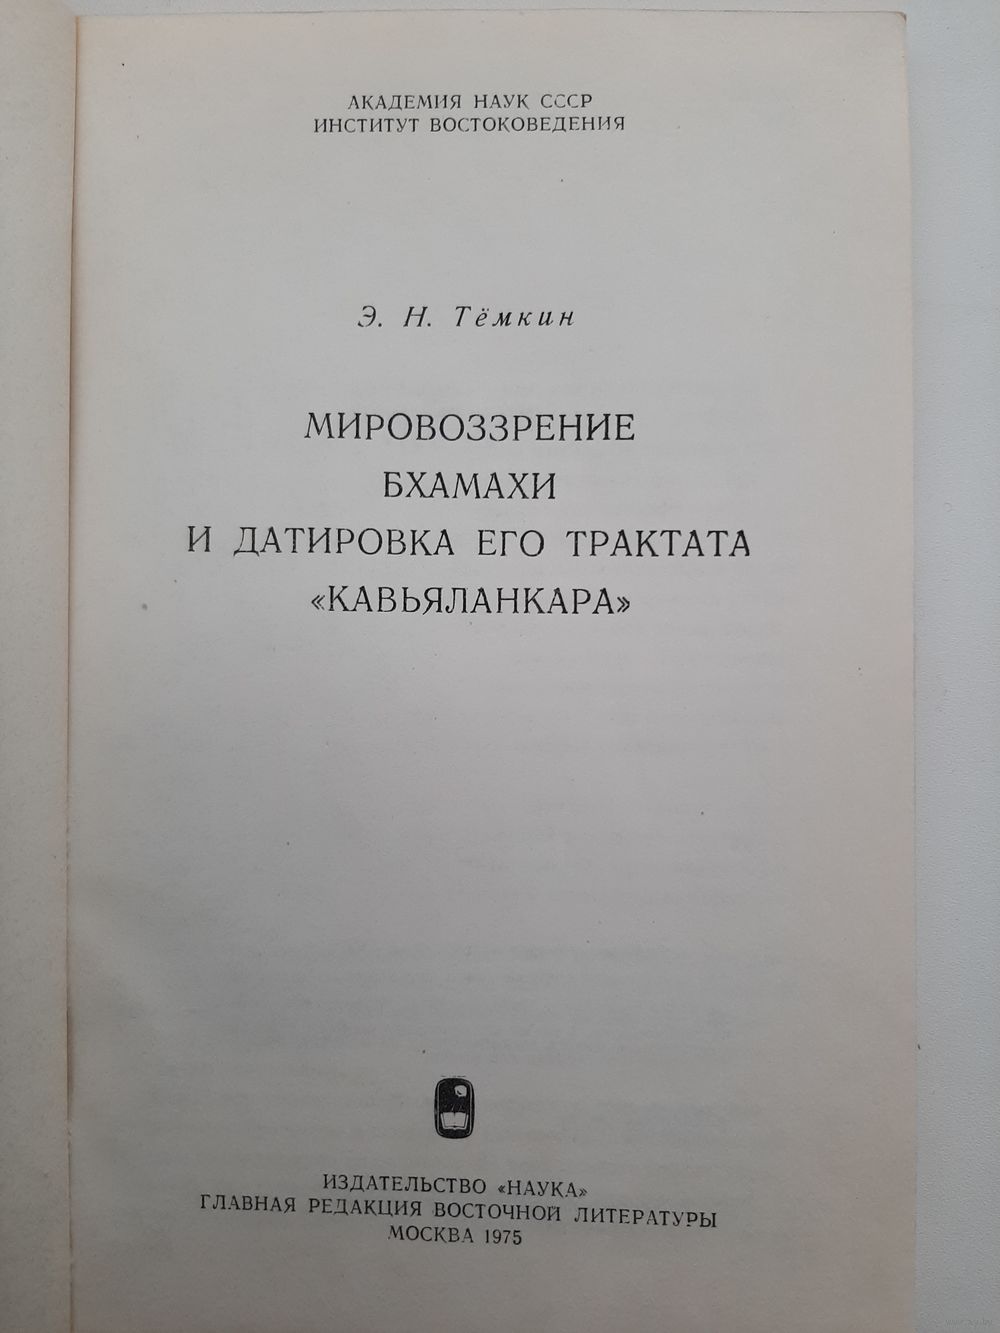 АКАДЕМИЯ НАУК СССР
ИНСТИТУТ ВОСТОКОВЕДЕНИЯ
Э. Н. Тёмкин
МИРОВОЗЗРЕНИЕ
БХАМАХИ
И ДАТИРОВКА ЕГО ТРАКТАТА
«КАВЬЯЛАНКАРА»
ИЗДАТЕЛЬСТВО «НАУКА»
ГЛАВНАЯ РЕДАКЦИЯ ВОСТОЧНОЙ ЛИТЕРАТУРЫ
МОСКВА 1975